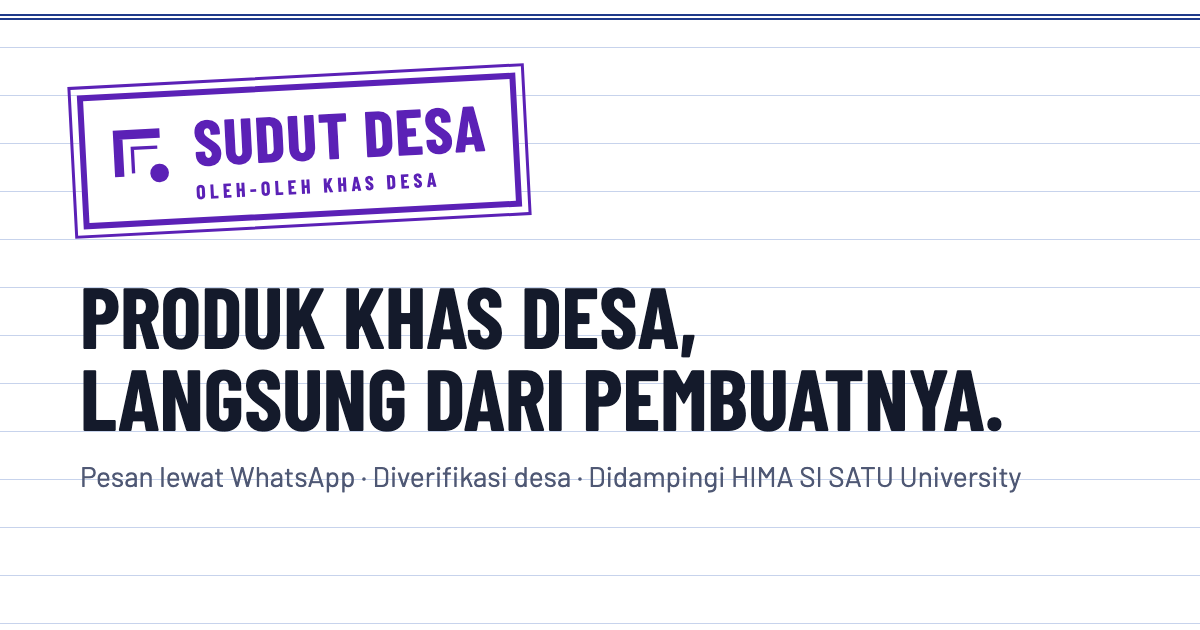 SUDUT DESA
OLEH-OLEH KHAS DESA
PRODUK KHAS DESA,
LANGSUNG DARI PEMBUATNYA.
Pesan lewat WhatsApp · Diverifikasi desa · Didampingi HIMA SI SATU University